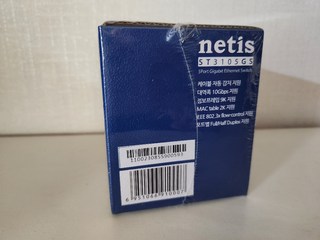 netis
ST3105GS
5Port Gigabit Ethernet Switch
케이블 자동 감지 지원
대역폭 10Gbps 지원
점보프레임 9K 지원
MAC table 2K 지원
IEEE 802.3x flow-control 지원
포트별 Full/Half Duplex 지원